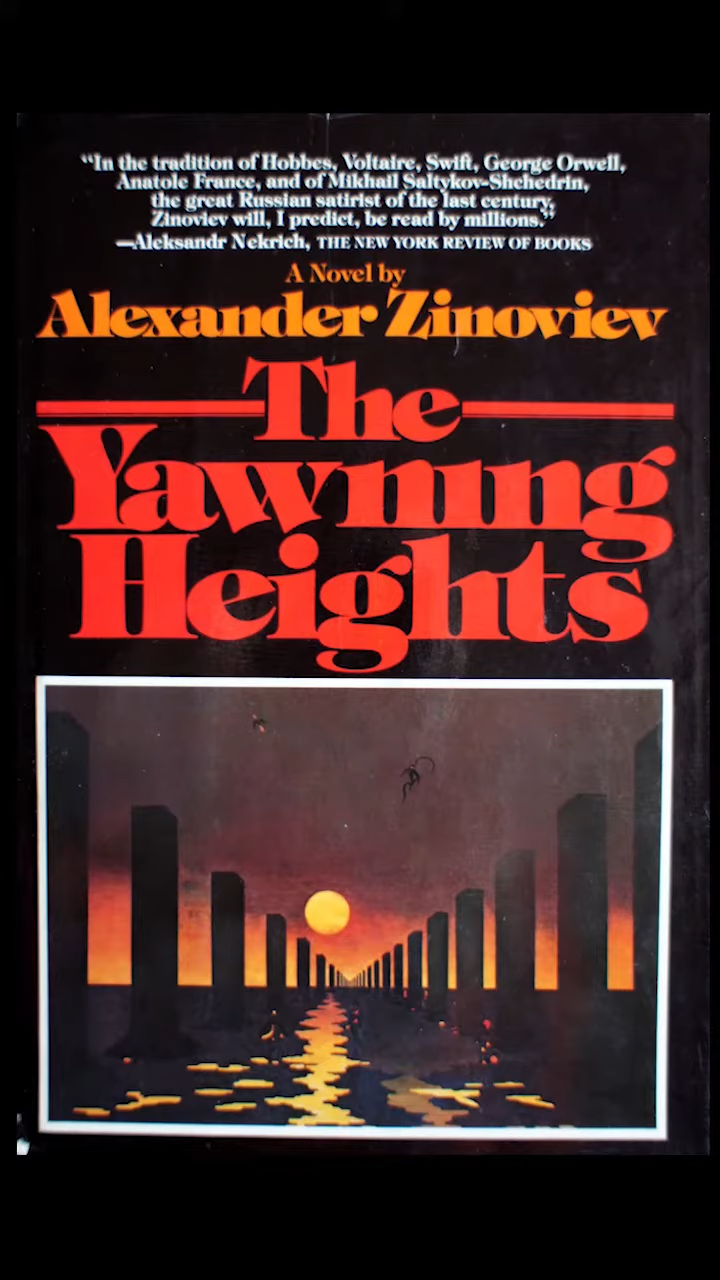 “In the tradition of Hobbes, Voltaire, Swift, George Orwell,
Anatole France, and of Mikhail Saltykov-Shchedrin,
the great Russian satirist of the last century,
Zinoviev will, I predict, be read by millions.”
—Aleksandr Nekrich, THE NEW YORK REVIEW OF BOOKS
A Novel by
Alexander Zinoviev
The
Yawning
Heights